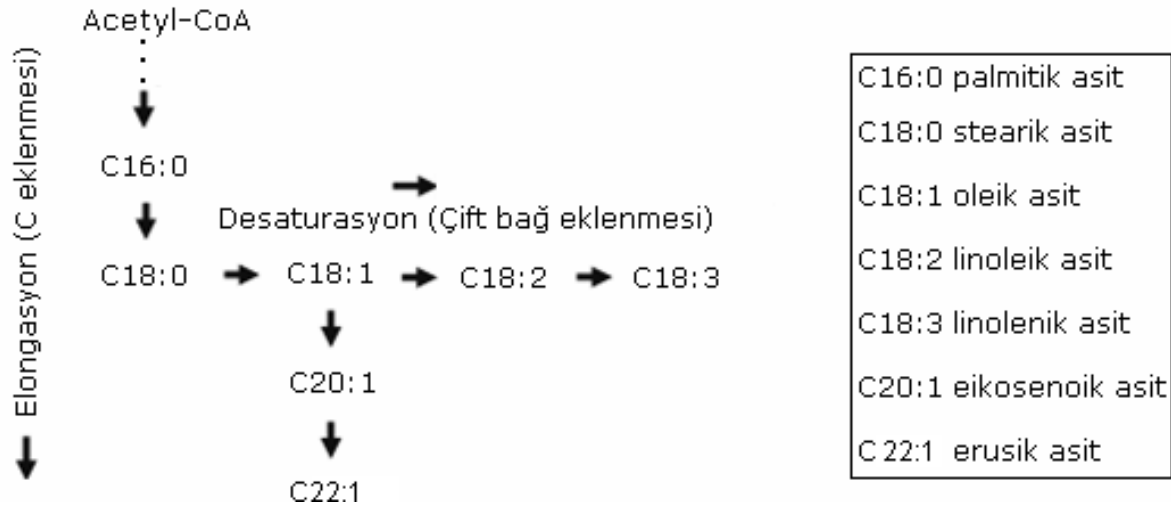 Acetyl-CoA
Elongasyon (C eklenmesi)
C16:0
Desaturasyon (Çift bağ eklenmesi)
C18:0
C18:1
C18:2
C18:3
C20:1
C22:1
C16:0 palmitik asit
C18:0 stearik asit
C18:1 oleik asit
C18:2 linoleik asit
C18:3 linolenik asit
C20:1 eikosenoik asit
C22:1 erusik asit